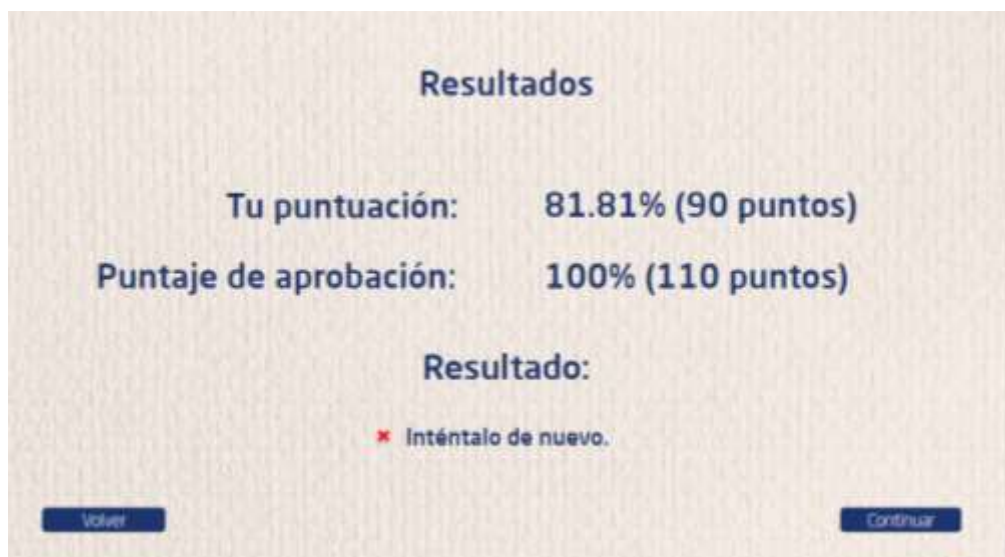 Resultados
Tu puntuación: 81.81% (90 puntos)
Puntaje de aprobación: 100% (110 puntos)
Resultado:
✖ Inténtalo de nuevo.
Volver Continuar